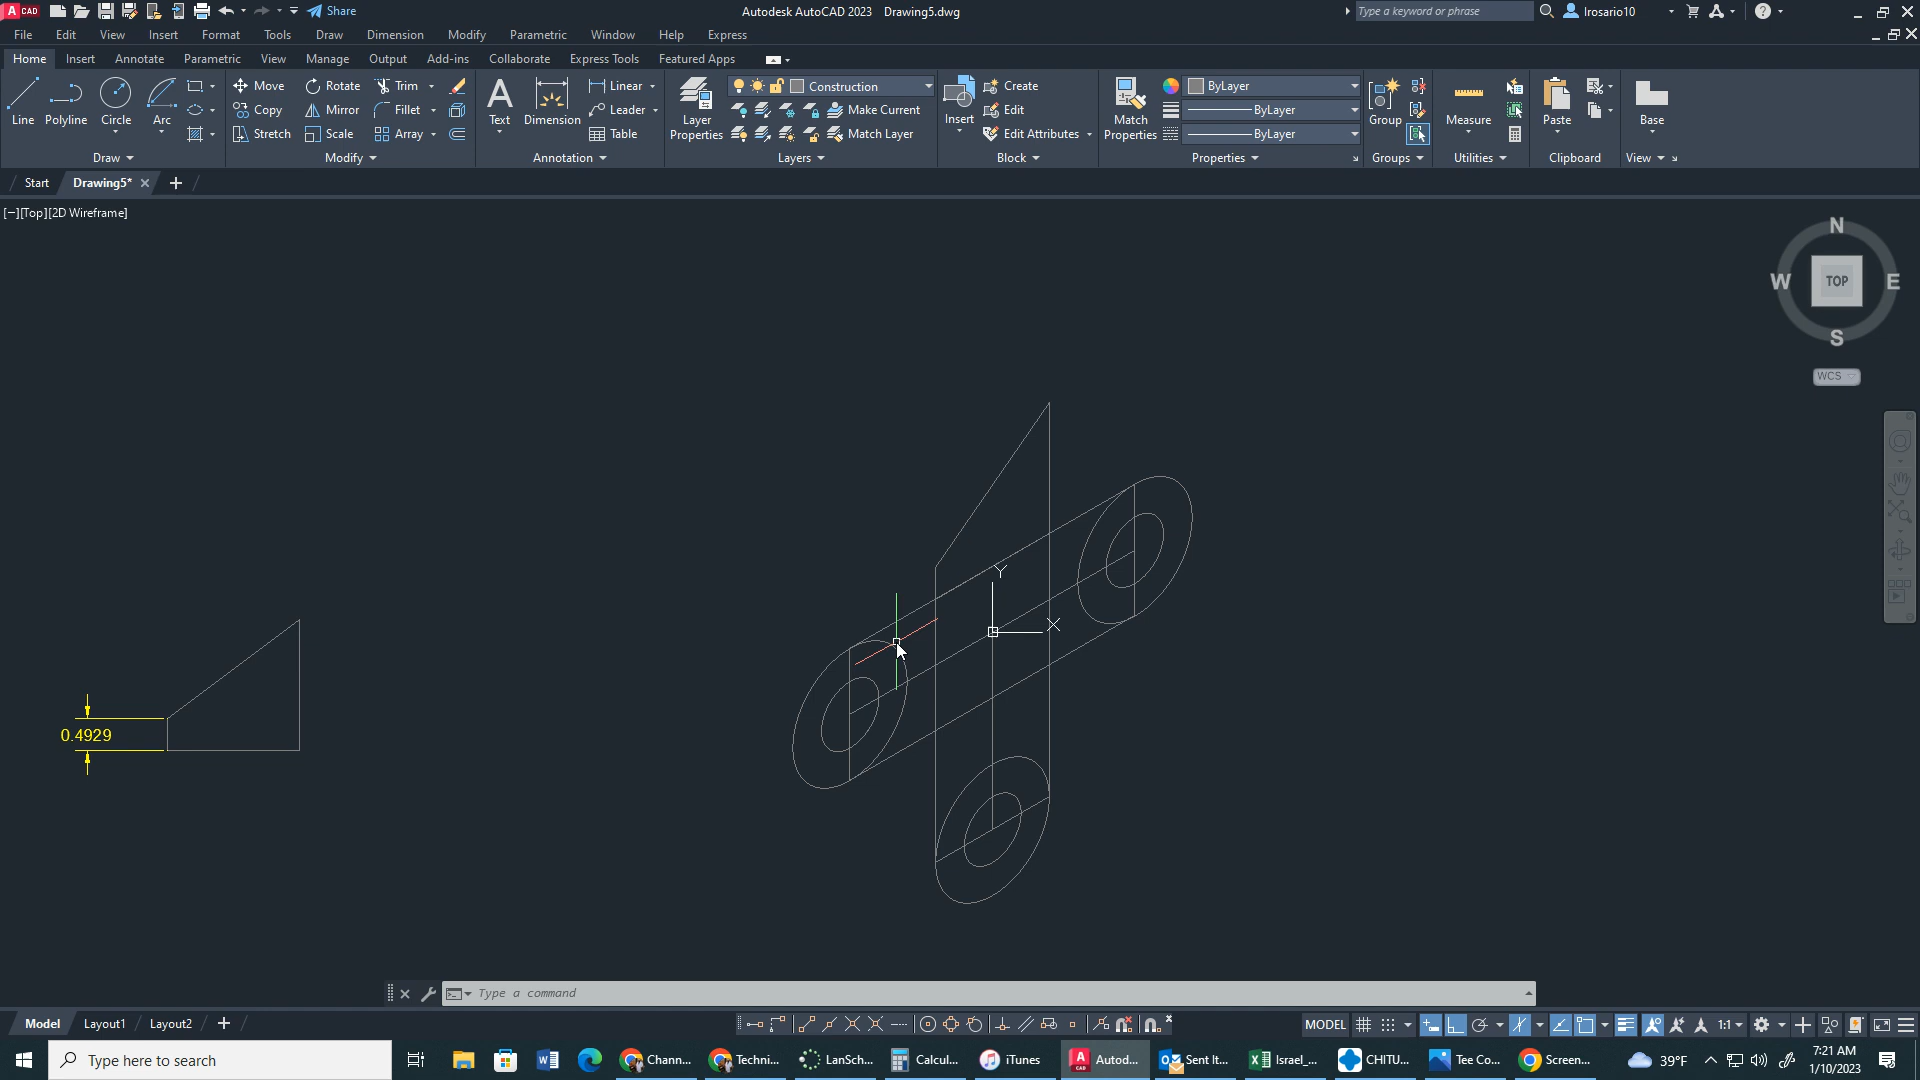 A CAD Share Autodesk AutoCAD 2023 Drawing5.dwg Type a keyword or phrase lrosario10
File Edit View Insert Format Tools Draw Dimension Modify Parametric Window Help Express
Home Insert Annotate Parametric View Manage Output Add-ins Collaborate Express Tools Featured Apps
Line Polyline Circle Arc
Draw
Move Rotate Trim
Copy Mirror Fillet
Stretch Scale Array
Modify
Text Dimension
Linear
Leader
Table
Annotation
Layer Properties
Construction
Make Current
Match Layer
Layers
Insert
Create
Edit
Edit Attributes
Block
Match Properties
ByLayer
ByLayer
ByLayer
Properties
Group
Groups
Measure
Utilities
Paste
Clipboard
Base
View
Start Drawing5*
[−][Top][2D Wireframe]
N
W TOP E
S
WCS
Y
X
0.4929
Type a command
Model Layout1 Layout2 MODEL 1:1
Type here to search
Chann... Techni... LanSch... Calcul... iTunes Autod... Sent It... Israel_... CHITU... Tee Co... Screen...
39°F
7:21 AM
1/10/2023